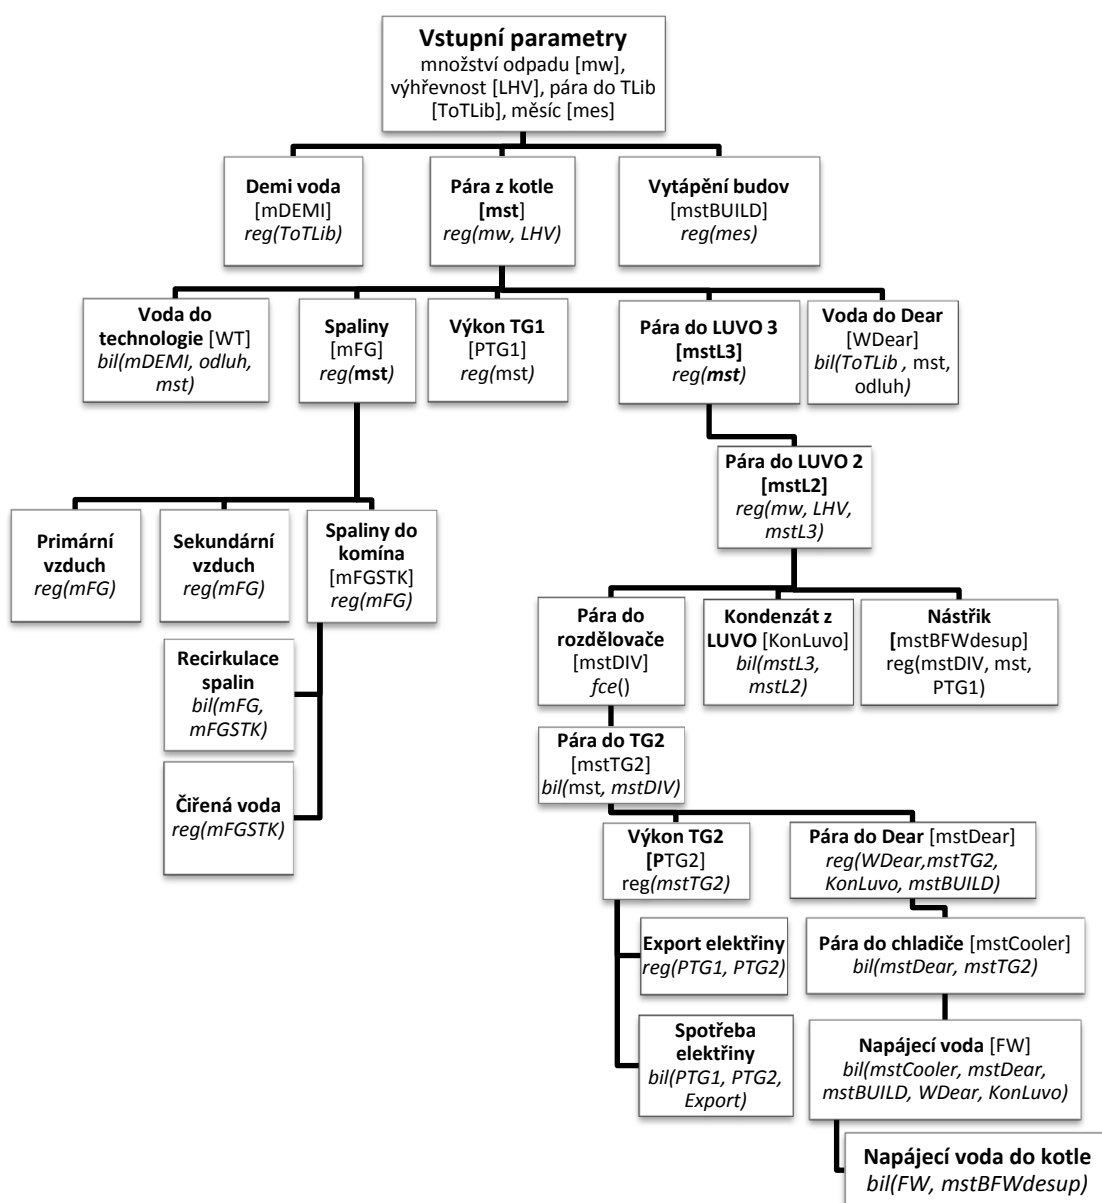 Vstupní parametry
množství odpadu [mw],
výhřevnost [LHV], pára do TLib
[ToTLib], měsíc [mes]
Demi voda
[mDEMI]
reg(ToTLib)
Pára z kotle
[mst]
reg(mw, LHV)
Vytápění budov
[mstBUILD]
reg(mes)
Voda do
technologie [WT]
bil(mDEMI, odluh,
mst)
Spaliny
[mFG]
reg(mst)
Výkon TG1
[PTG1]
reg(mst)
Pára do LUVO 3
[mstL3]
reg(mst)
Voda do Dear
[WDear]
bil(ToTLib , mst,
odluh)
Pára do LUVO 2
[mstL2]
reg(mw, LHV,
mstL3)
Primární
vzduch
reg(mFG)
Sekundární
vzduch
reg(mFG)
Spaliny do
komína
[mFGSTK]
reg(mFG)
Recirkulace
spalin
bil(mFG,
mFGSTK)
Čiřená voda
reg(mFGSTK)
Pára do
rozdělovače
[mstDIV]
fce()
Kondenzát z
LUVO [KonLuvo]
bil(mstL3,
mstL2)
Nástřik
[mstBFWdesup]
reg(mstDIV, mst,
PTG1)
Pára do TG2
[mstTG2]
bil(mst, mstDIV)
Výkon TG2
[PTG2]
reg(mstTG2)
Pára do Dear [mstDear]
reg(WDear,mstTG2,
KonLuvo, mstBUILD)
Export elektřiny
reg(PTG1, PTG2)
Spotřeba
elektřiny
bil(PTG1, PTG2,
Export)
Pára do chladiče [mstCooler]
bil(mstDear, mstTG2)
Napájecí voda [FW]
bil(mstCooler, mstDear,
mstBUILD, WDear, KonLuvo)
Napájecí voda do kotle
bil(FW, mstBFWdesup)